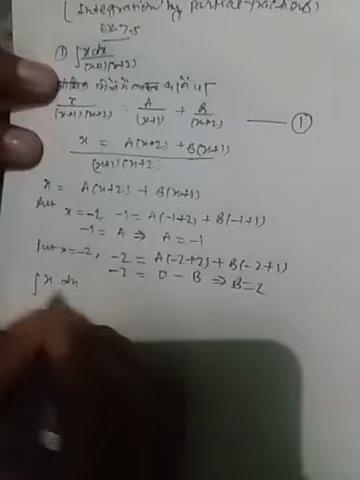 (Integration by Partial fractions)
Ex 7.5
① ∫ x dx / (x+1)(x+2)
x / (x+1)(x+2) = A / (x+1) + B / (x+2) —— ①
x = A(x+2) + B(x+1) / (x+1)(x+2)
x = A(x+2) + B(x+1)
Put x = -1, -1 = A(-1+2) + B(-1+1)
-1 = A ⇒ A = -1
Put x = -2, -2 = A(-2+2) + B(-2+1)
-2 = 0 - B ⇒ B = 2
∫ x dx